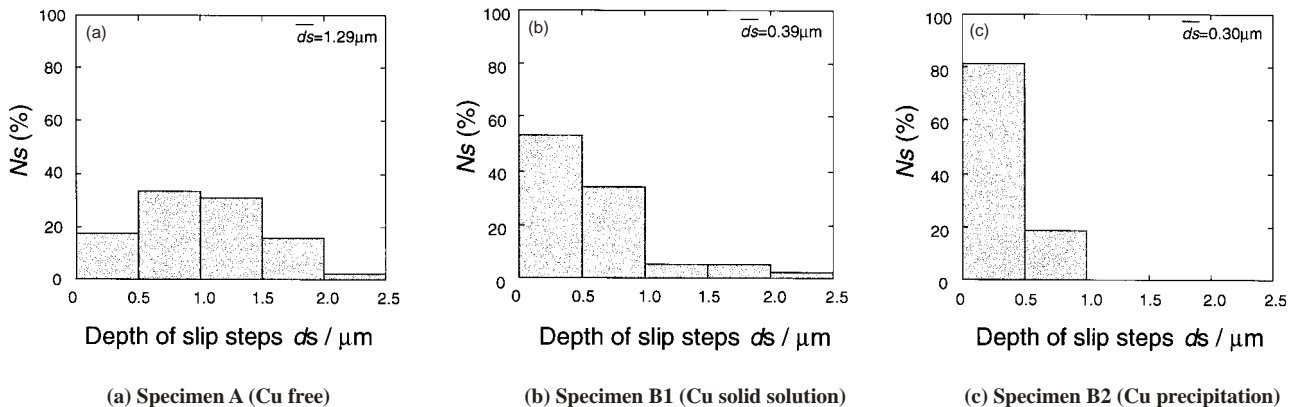 (a)
ds=1.29µm
100
80
60
40
20
0
Ns (%)
0 0.5 1.0 1.5 2.0 2.5
Depth of slip steps ds / µm
(a) Specimen A (Cu free)
(b)
ds=0.39µm
100
80
60
40
20
0
Ns (%)
0 0.5 1.0 1.5 2.0 2.5
Depth of slip steps ds / µm
(b) Specimen B1 (Cu solid solution)
(c)
ds=0.30µm
100
80
60
40
20
0
Ns (%)
0 0.5 1.0 1.5 2.0 2.5
Depth of slip steps ds / µm
(c) Specimen B2 (Cu precipitation)